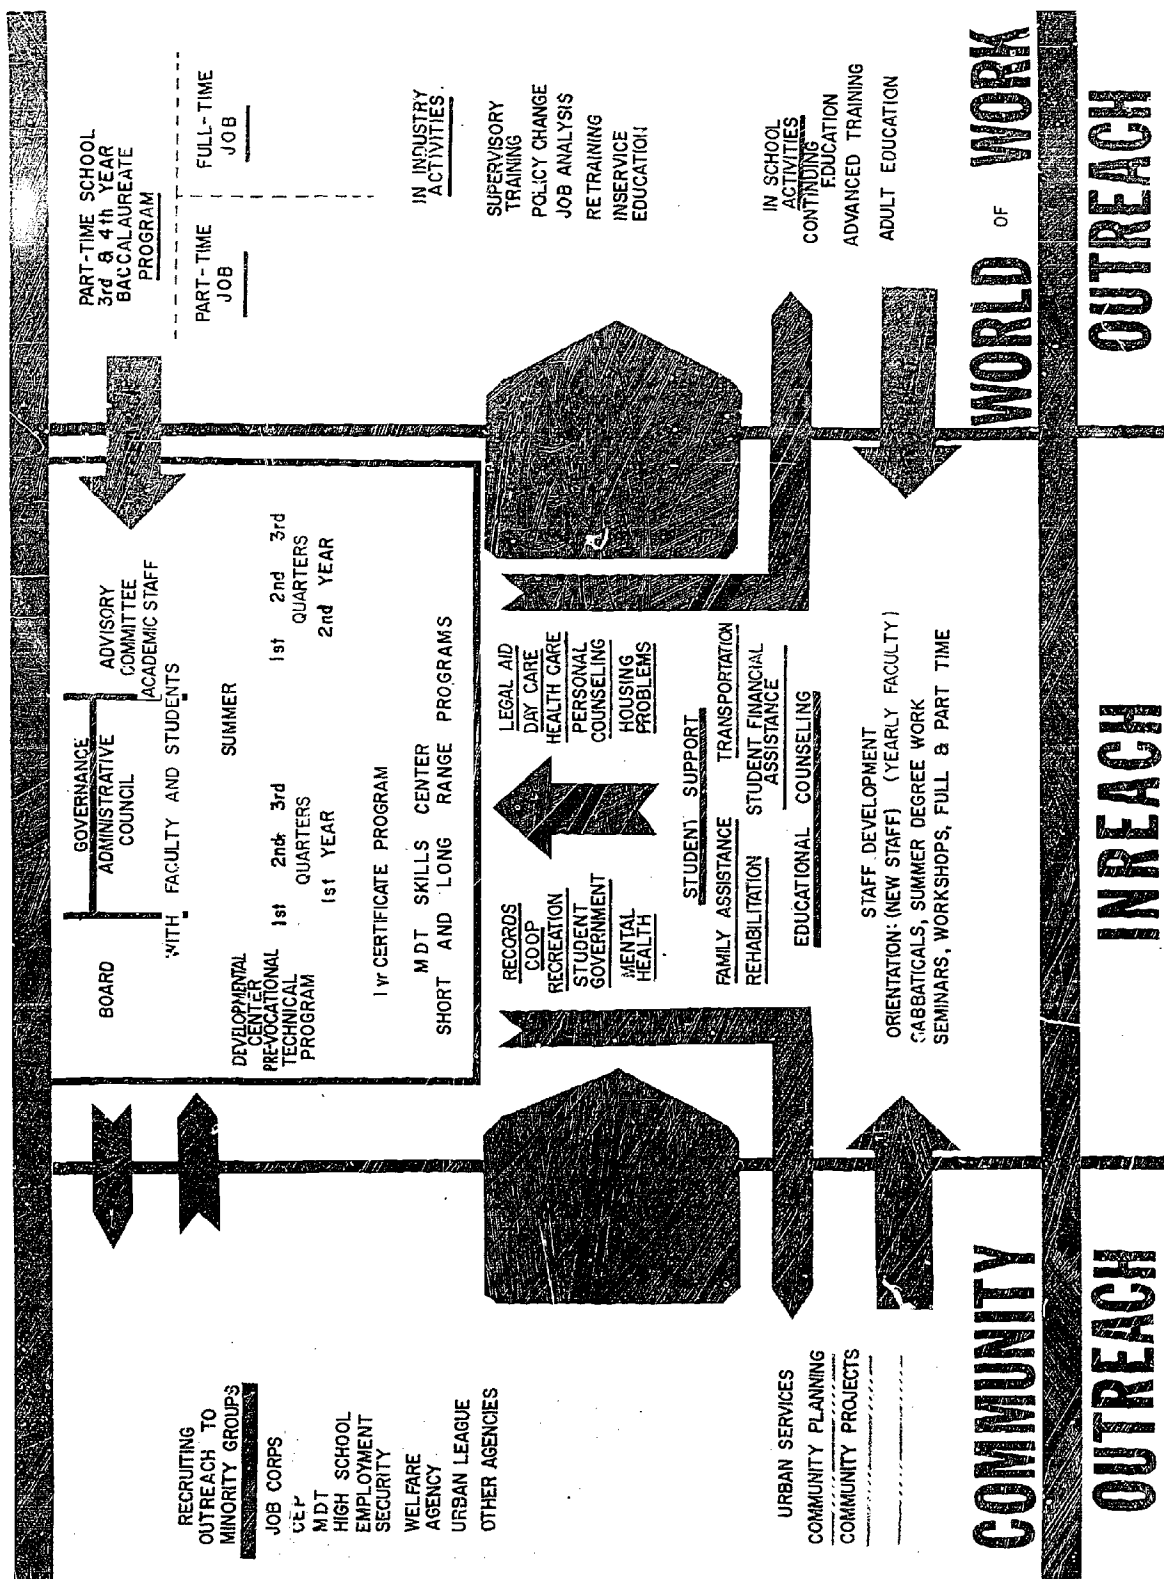 RECRUITING
OUTREACH TO
MINORITY GROUPS
JOB CORPS
CEP
MDT
HIGH SCHOOL
EMPLOYMENT
SECURITY
WELFARE
AGENCY
URBAN LEAGUE
OTHER AGENCIES
URBAN SERVICES
COMMUNITY PLANNING
COMMUNITY PROJECTS
COMMUNITY
OUTREACH
GOVERNANCE
BOARD
ADMINISTRATIVE
COUNCIL
ADVISORY
COMMITTEE
ACADEMIC STAFF
WITH FACULTY AND STUDENTS
DEVELOPMENTAL
CENTER
PRE-VOCATIONAL
TECHNICAL
PROGRAM
1st 2nd 3rd
QUARTERS
1st YEAR
SUMMER
1st 2nd 3rd
QUARTERS
2nd YEAR
1 yr CERTIFICATE PROGRAM
MDT SKILLS CENTER
SHORT AND LONG RANGE PROGRAMS
RECORDS
COOP
RECREATION
STUDENT
GOVERNMENT
MENTAL
HEALTH
LEGAL AID
DAY CARE
HEALTH CARE
PERSONAL
COUNSELING
HOUSING
PROBLEMS
STUDENT SUPPORT
FAMILY ASSISTANCE
TRANSPORTATION
REHABILITATION
STUDENT FINANCIAL
ASSISTANCE
EDUCATIONAL COUNSELING
STAFF DEVELOPMENT
ORIENTATION: (NEW STAFF) (YEARLY FACULTY)
SABBATICALS, SUMMER DEGREE WORK
SEMINARS, WORKSHOPS, FULL & PART TIME
INREACH
PART-TIME SCHOOL
3rd & 4th YEAR
BACCALAUREATE
PROGRAM
PART-TIME
JOB
FULL-TIME
JOB
IN INDUSTRY
ACTIVITIES.
SUPERVISORY
TRAINING
POLICY CHANGE
JOB ANALYSIS
RETRAINING
INSERVICE
EDUCATION
IN SCHOOL
ACTIVITIES
CONTINUING
EDUCATION
ADVANCED TRAINING
ADULT EDUCATION
WORLD OF WORK
OUTREACH